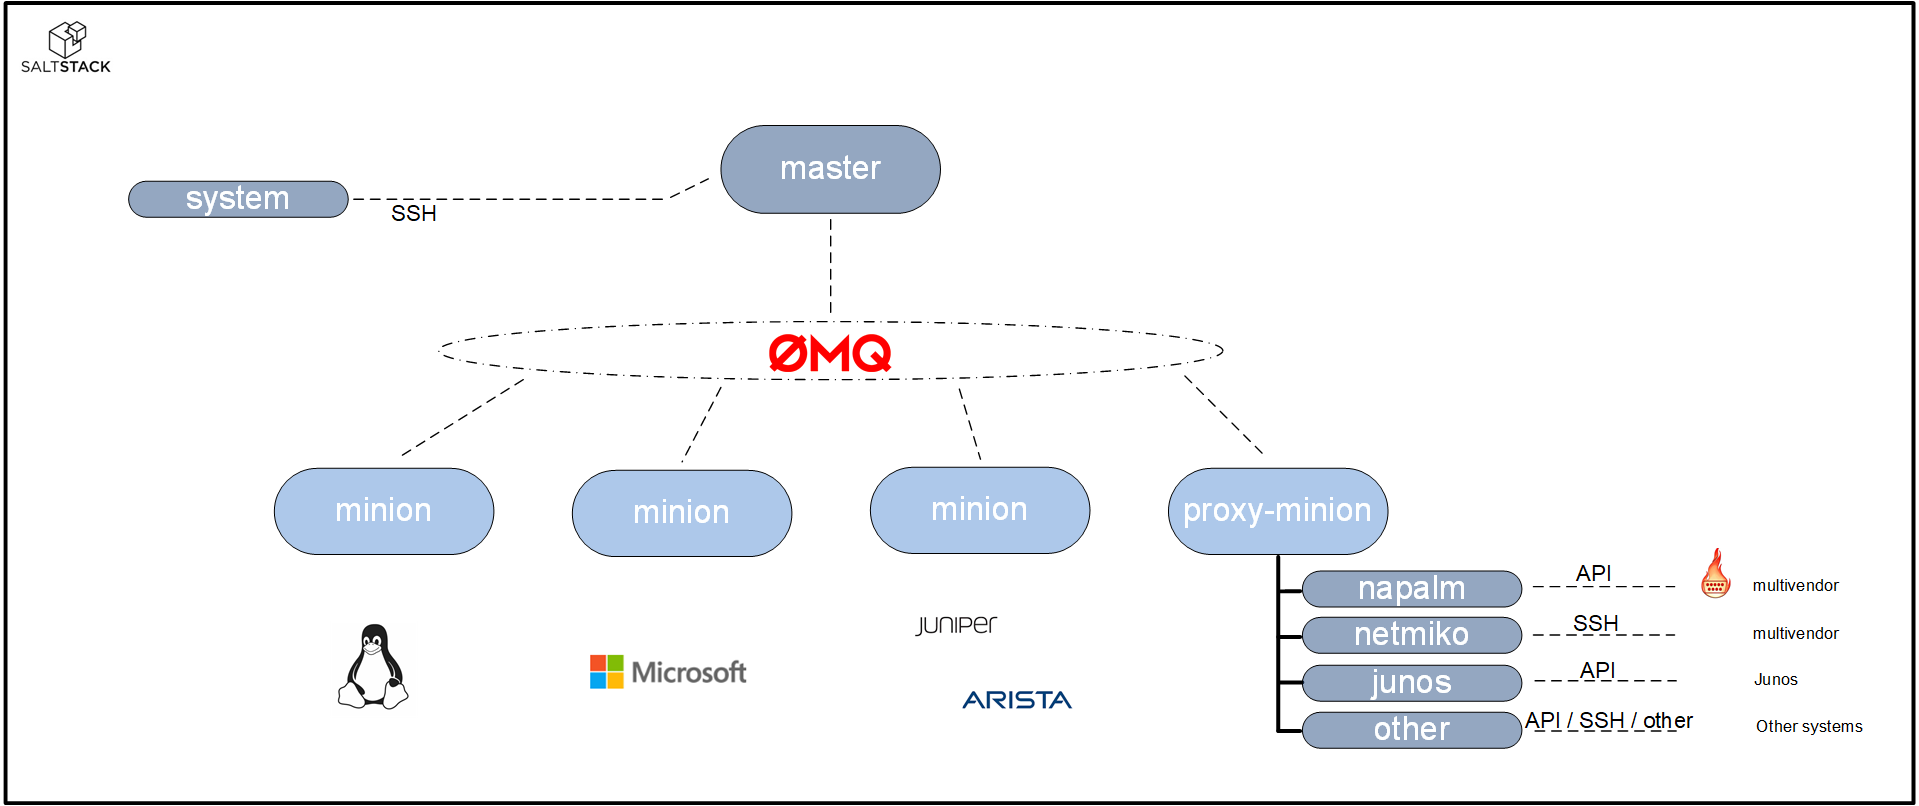 SALTSTACK
master
system
SSH
ØMQ
minion
minion
minion
proxy-minion
napalm
API
multivendor
netmiko
SSH
multivendor
junos
API
Junos
other
API / SSH / other
Other systems
JUNIPER
Microsoft
ARISTA